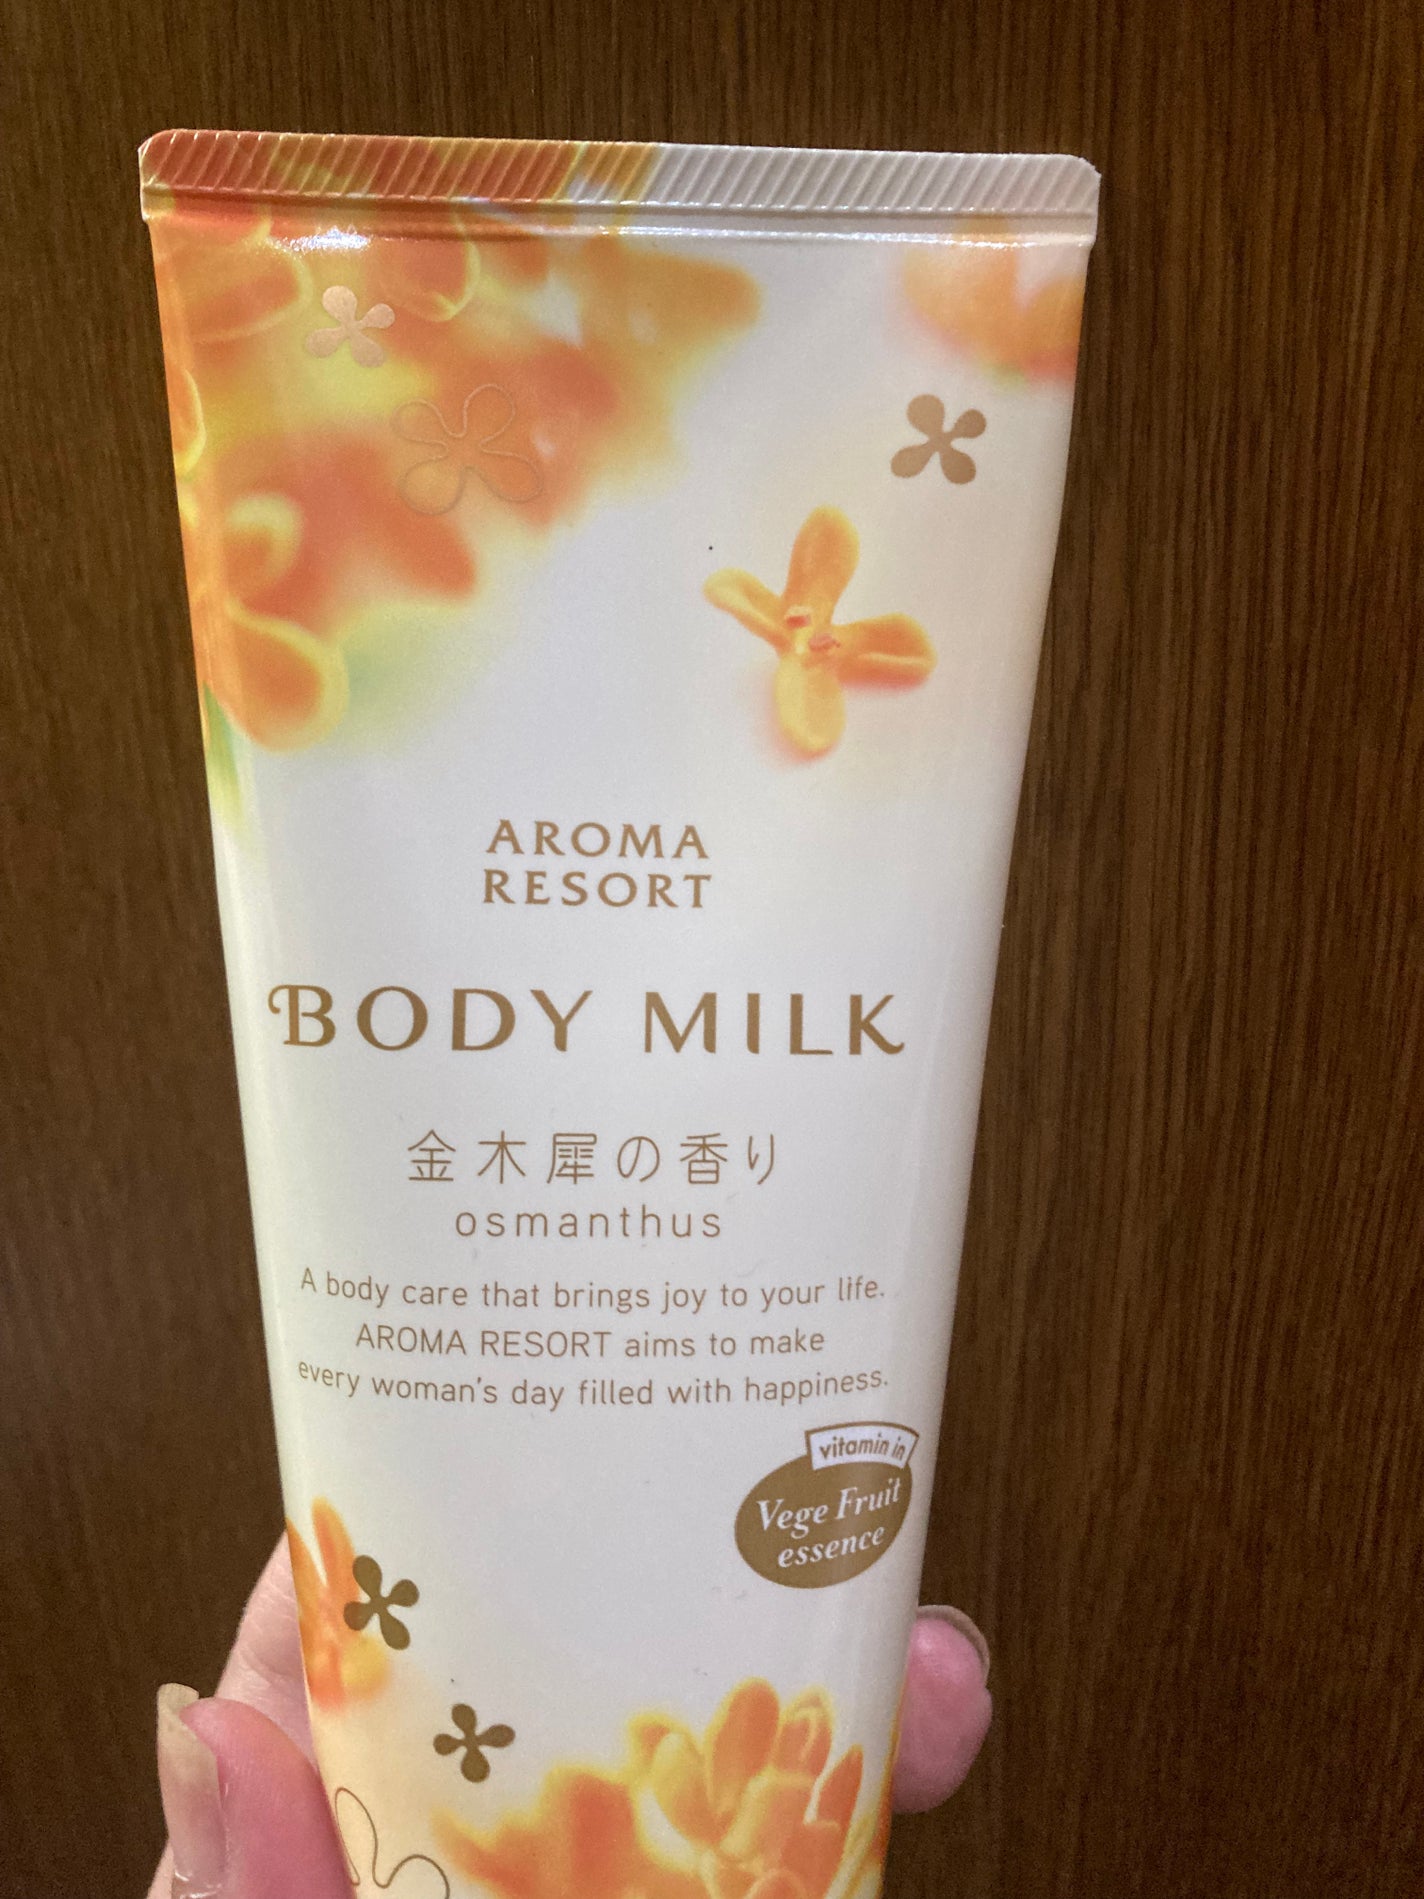 AROMA
RESORT
BODY MILK
金木犀の香り
osmanthus
A body care that brings joy to your life.
AROMA RESORT aims to make
every woman's day filled with happiness.
vitamin in
Vege Fruit
essence